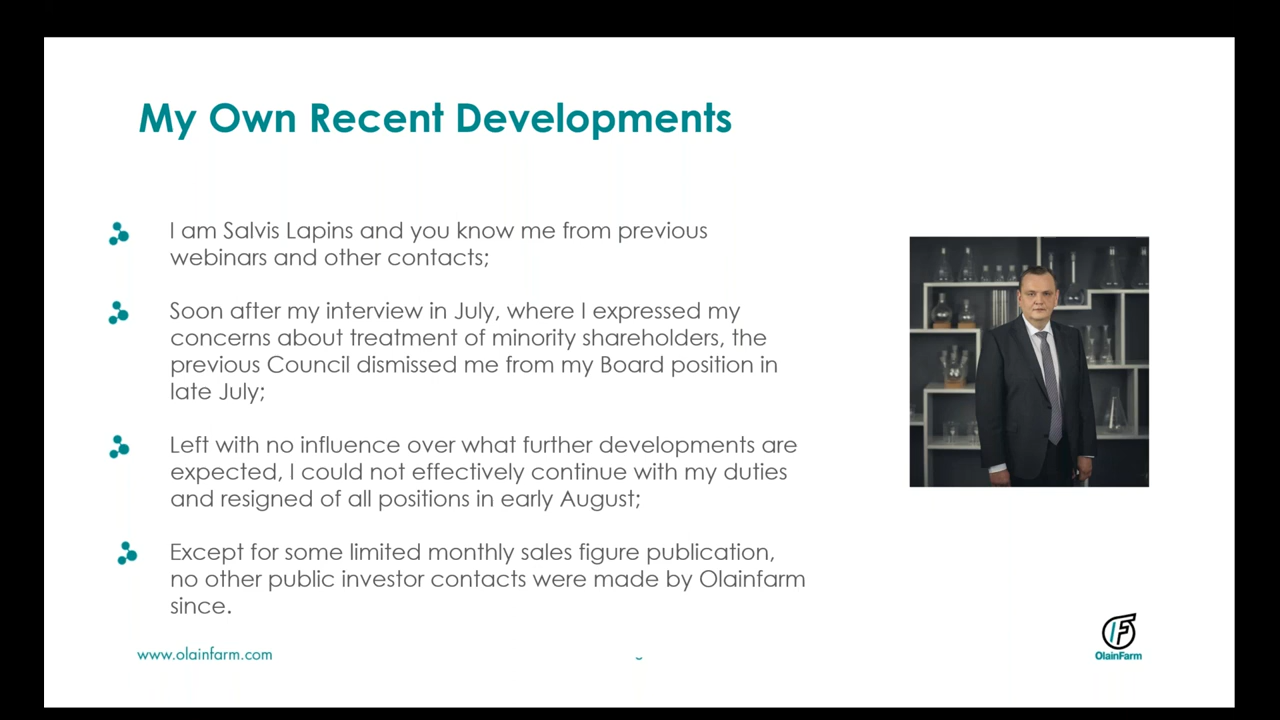 My Own Recent Developments
I am Salvis Lapins and you know me from previous
webinars and other contacts;
Soon after my interview in July, where I expressed my
concerns about treatment of minority shareholders, the
previous Council dismissed me from my Board position in
late July;
Left with no influence over what further developments are
expected, I could not effectively continue with my duties
and resigned of all positions in early August;
Except for some limited monthly sales figure publication,
no other public investor contacts were made by Olainfarm
since.
www.olainfarm.com
OlainFarm